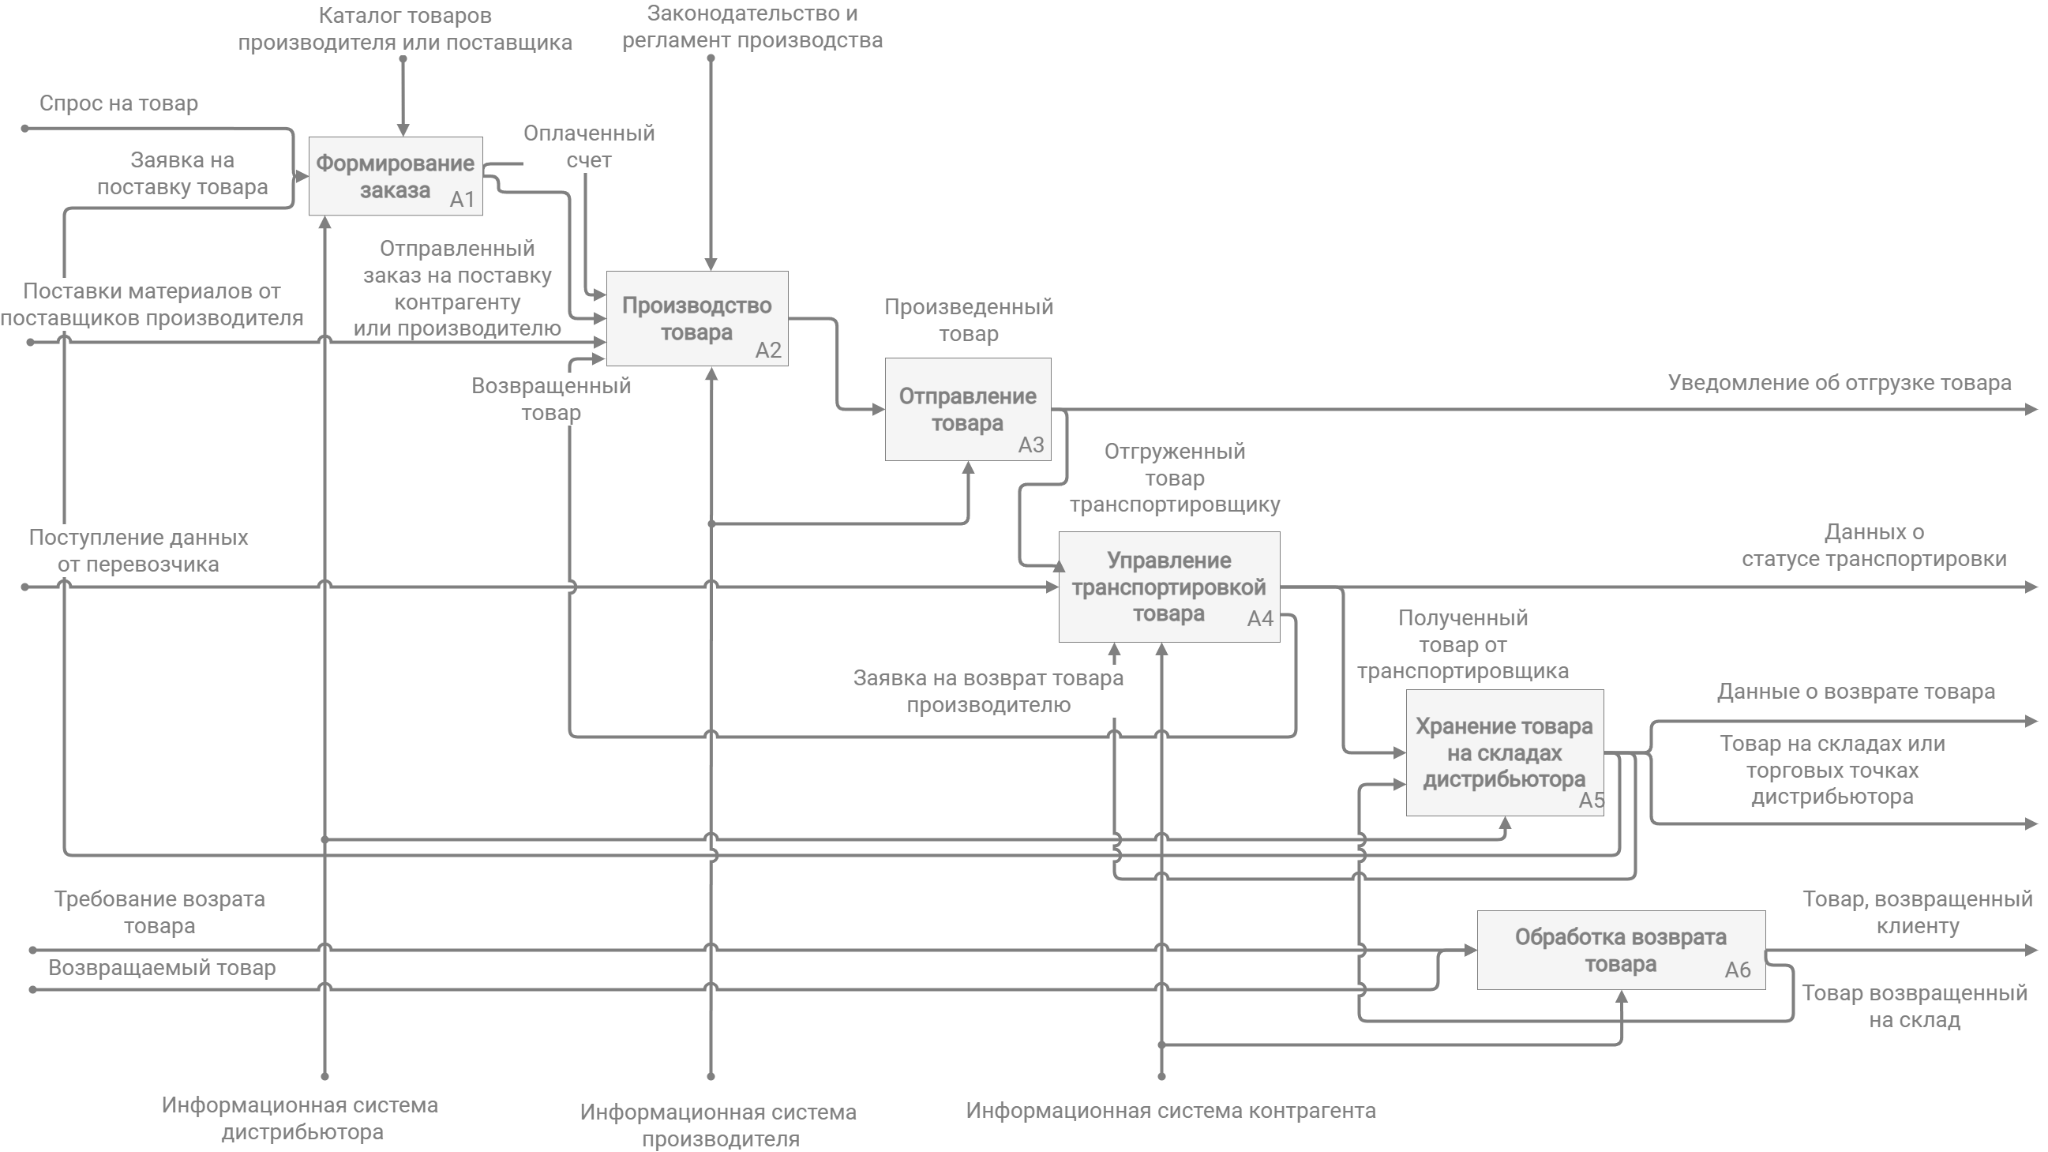 Каталог товаров
производителя или поставщика
Законодательство и
регламент производства
Спрос на товар
Заявка на
поставку товара
Формирование
заказа
A1
Оплаченный
счет
Отправленный
заказ на поставку
контрагенту
или производителю
Поставки материалов от
поставщиков производителя
Производство
товара
A2
Произведенный
товар
Возвращенный
товар
Отправление
товара
A3
Уведомление об отгрузке товара
Отгруженный
товар
транспортировщику
Поступление данных
от перевозчика
Управление
транспортировкой
товара
A4
Данных о
статусе транспортировки
Полученный
товар от
транспортировщика
Заявка на возврат товара
производителю
Хранение товара
на складах
дистрибьютора
A5
Данные о возврате товара
Товар на складах или
торговых точках
дистрибьютора
Требование возрата
товара
Возвращаемый товар
Обработка возврата
товара
A6
Товар, возвращенный
клиенту
Товар возвращенный
на склад
Информационная система
дистрибьютора
Информационная система
производителя
Информационная система контрагента